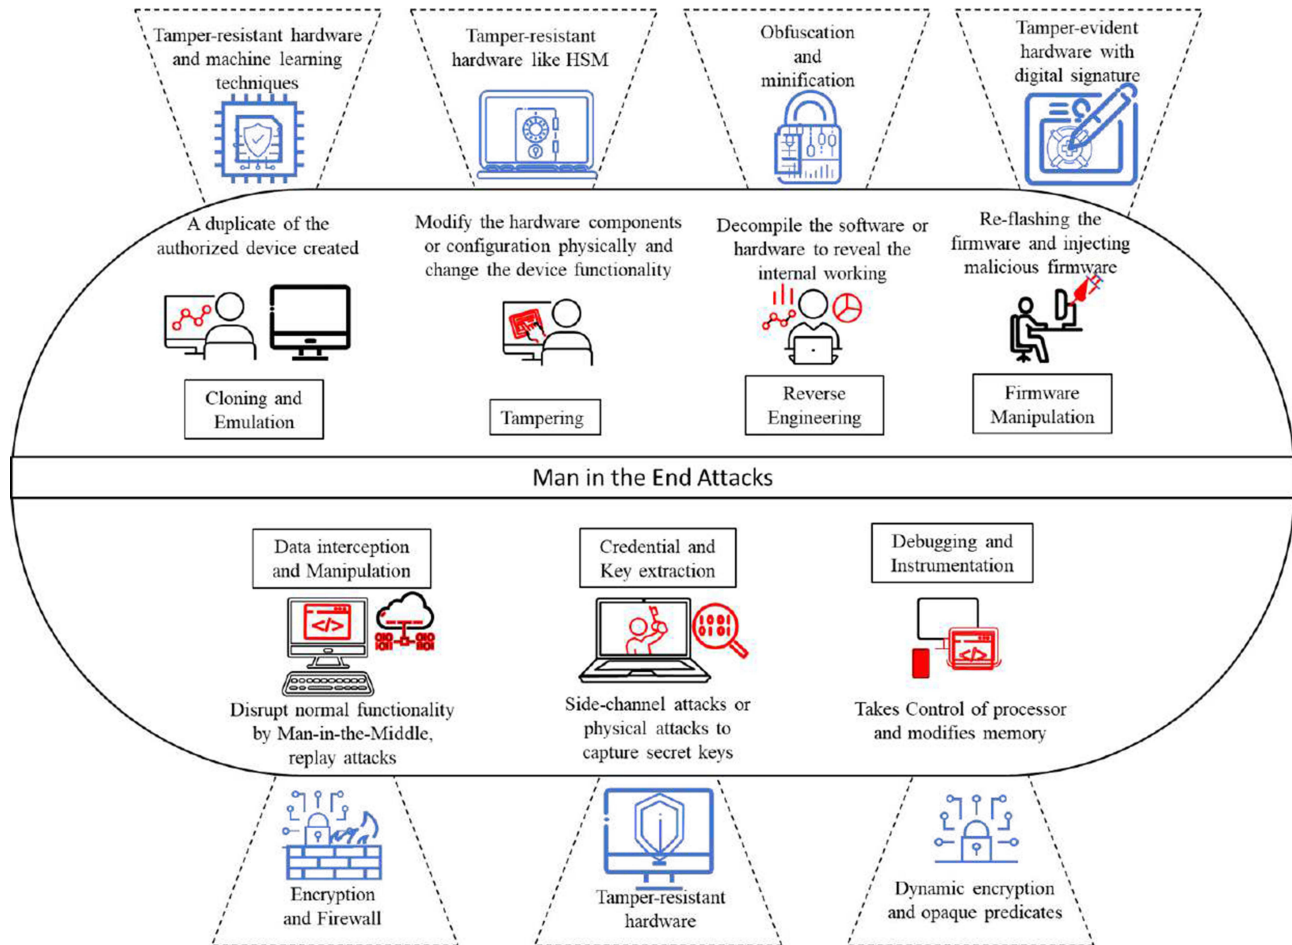 Tamper-resistant hardware
and machine learning
techniques
Tamper-resistant
hardware like HSM
Obfuscation
and
minification
Tamper-evident
hardware with
digital signature
A duplicate of the
authorized device created
Modify the hardware components
or configuration physically and
change the device functionality
Decompile the software or
hardware to reveal the
internal working
Re-flashing the
firmware and injecting
malicious firmware
Cloning and
Emulation
Tampering
Reverse
Engineering
Firmware
Manipulation
Man in the End Attacks
Data interception
and Manipulation
Credential and
Key extraction
Debugging and
Instrumentation
</>
010
1011
010
1101
1001
0101
</>
Disrupt normal functionality
by Man-in-the-Middle,
replay attacks
Side-channel attacks or
physical attacks to
capture secret keys
Takes Control of processor
and modifies memory
Encryption
and Firewall
Tamper-resistant
hardware
Dynamic encryption
and opaque predicates